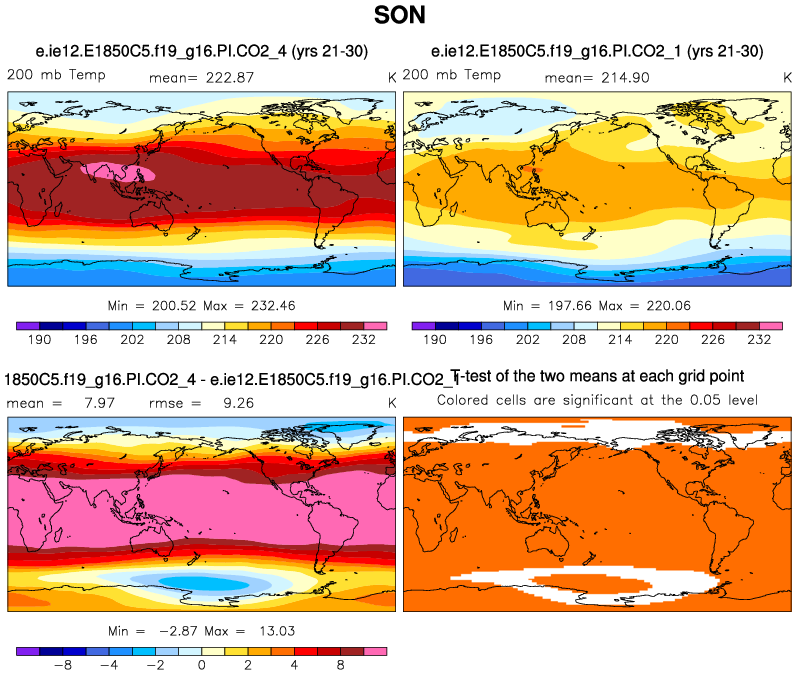 SON
e.ie12.E1850C5.f19_g16.PI.CO2_4 (yrs 21-30)
e.ie12.E1850C5.f19_g16.PI.CO2_1 (yrs 21-30)
200 mb Temp mean= 222.87 K
200 mb Temp mean= 214.90 K
Min = 200.52 Max = 232.46
Min = 197.66 Max = 220.06
190 196 202 208 214 220 226 232
190 196 202 208 214 220 226 232
1850C5.f19_g16.PI.CO2_4 - e.ie12.E1850C5.f19_g16.PI.CO2_
T-test of the two means at each grid point
mean = 7.97 rmse = 9.26 K
Colored cells are significant at the 0.05 level
Min = -2.87 Max = 13.03
-8 -4 -2 0 2 4 8